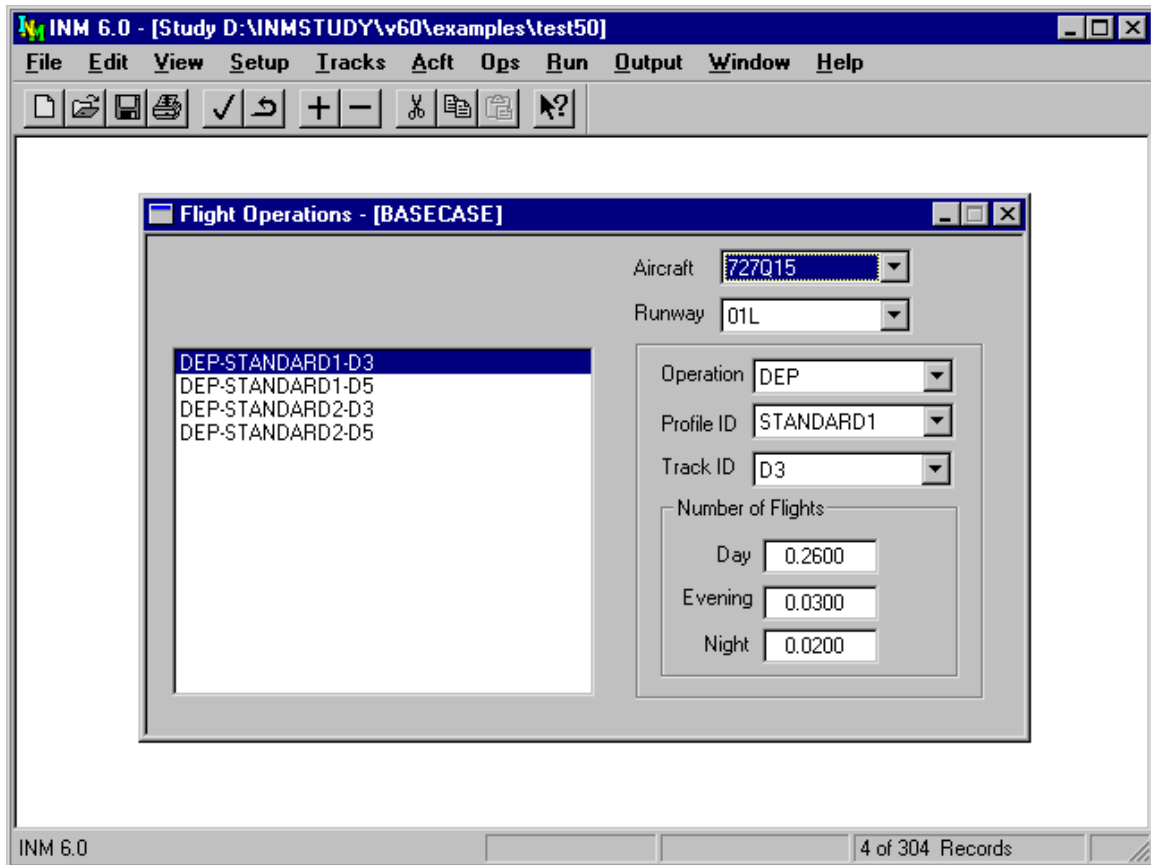 INM 6.0 - [Study D:\INMSTUDY\v60\examples\test50]
File Edit View Setup Tracks Acft Ops Run Output Window Help
Flight Operations - [BASECASE]
Aircraft 727Q15
Runway 01L
DEP-STANDARD1-D3
DEP-STANDARD1-D5
DEP-STANDARD2-D3
DEP-STANDARD2-D5
Operation DEP
Profile ID STANDARD1
Track ID D3
Number of Flights
Day 0.2600
Evening 0.0300
Night 0.0200
INM 6.0 4 of 304 Records